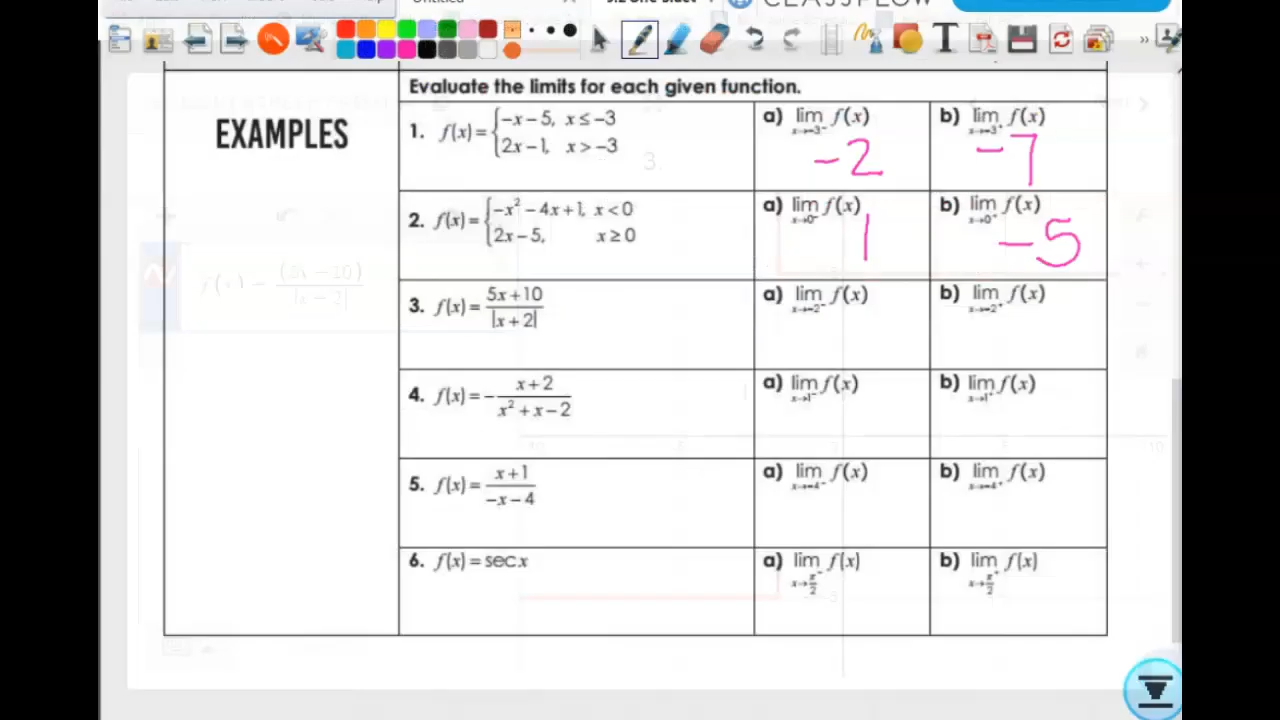 CLASSFLOW
Evaluate the limits for each given function.
EXAMPLES
1. f(x) = { -x - 5, x ≤ -3
2x - 1, x > -3
a) lim f(x)
x→-3⁻
-2
b) lim f(x)
x→-3⁺
-7
3.
2. f(x) = { -x² - 4x + 1, x < 0
2x - 5, x ≥ 0
a) lim f(x)
x→0⁻
1
b) lim f(x)
x→0⁺
-5
3. f(x) = 5x + 10
|x + 2|
a) lim f(x)
x→-2⁻
b) lim f(x)
x→-2⁺
4. f(x) = - x + 2
x² + x - 2
a) lim f(x)
x→1⁻
b) lim f(x)
x→1⁺
5. f(x) = x + 1
-x - 4
a) lim f(x)
x→-4⁻
b) lim f(x)
x→-4⁺
6. f(x) = sec x
a) lim f(x)
x→π/2⁻
b) lim f(x)
x→π/2⁺